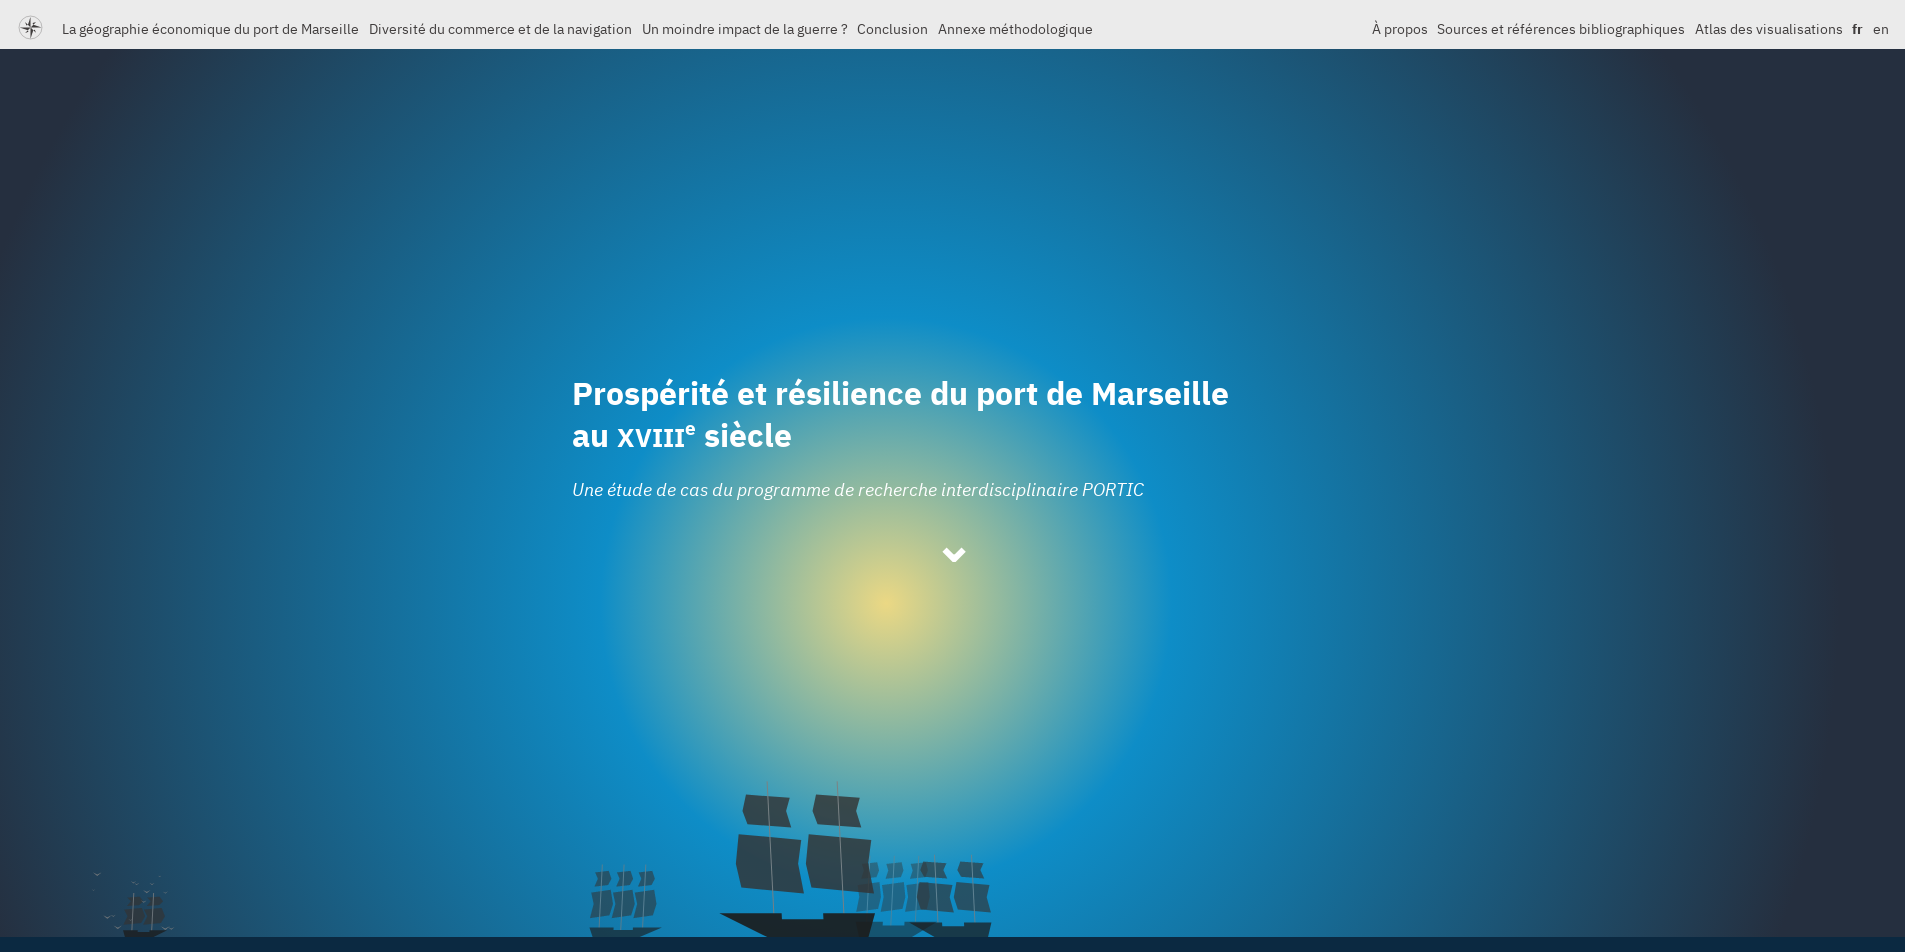 La géographie économique du port de Marseille Diversité du commerce et de la navigation Un moindre impact de la guerre ? Conclusion Annexe méthodologique À propos Sources et références bibliographiques Atlas des visualisations fr en
Prospérité et résilience du port de Marseille
au XVIIIe siècle
Une étude de cas du programme de recherche interdisciplinaire PORTIC